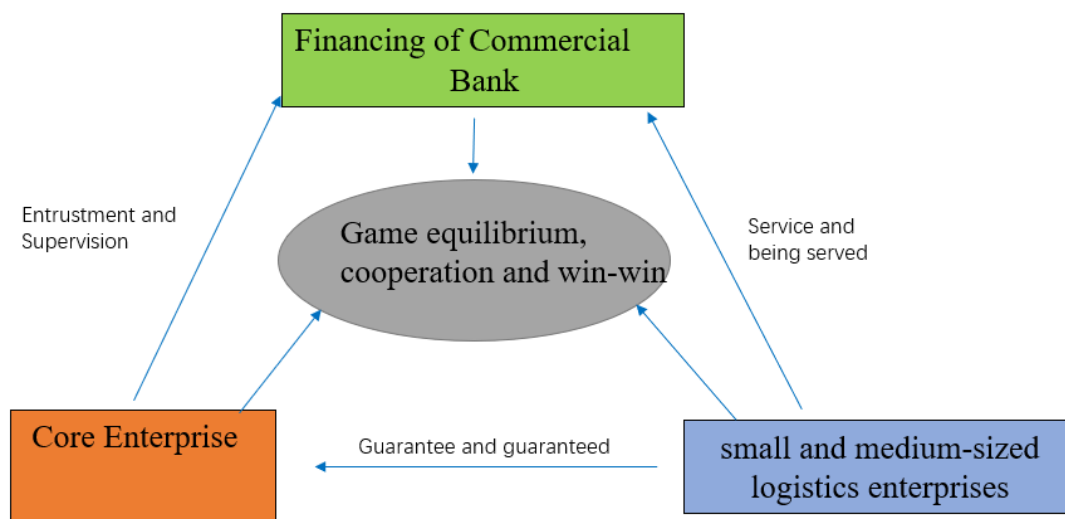 Financing of Commercial
Bank
Entrustment and
Supervision
Game equilibrium,
cooperation and win-win
Service and
being served
Core Enterprise
Guarantee and guaranteed
small and medium-sized
logistics enterprises